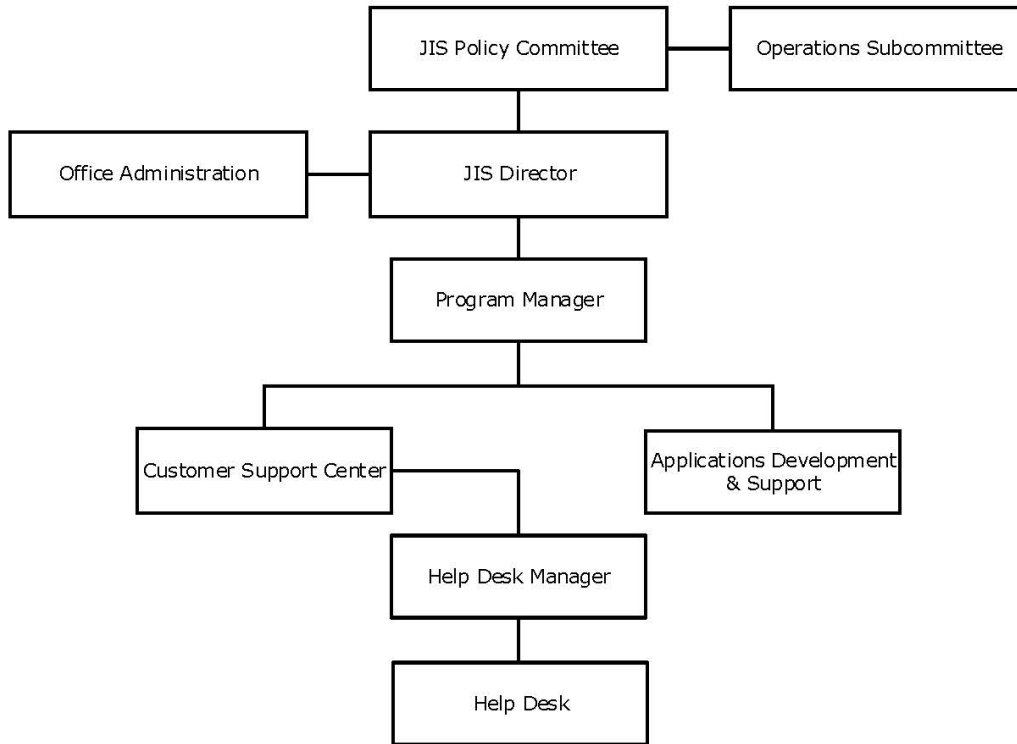 JIS Policy Committee
Operations Subcommittee
Office Administration
JIS Director
Program Manager
Customer Support Center
Applications Development
& Support
Help Desk Manager
Help Desk